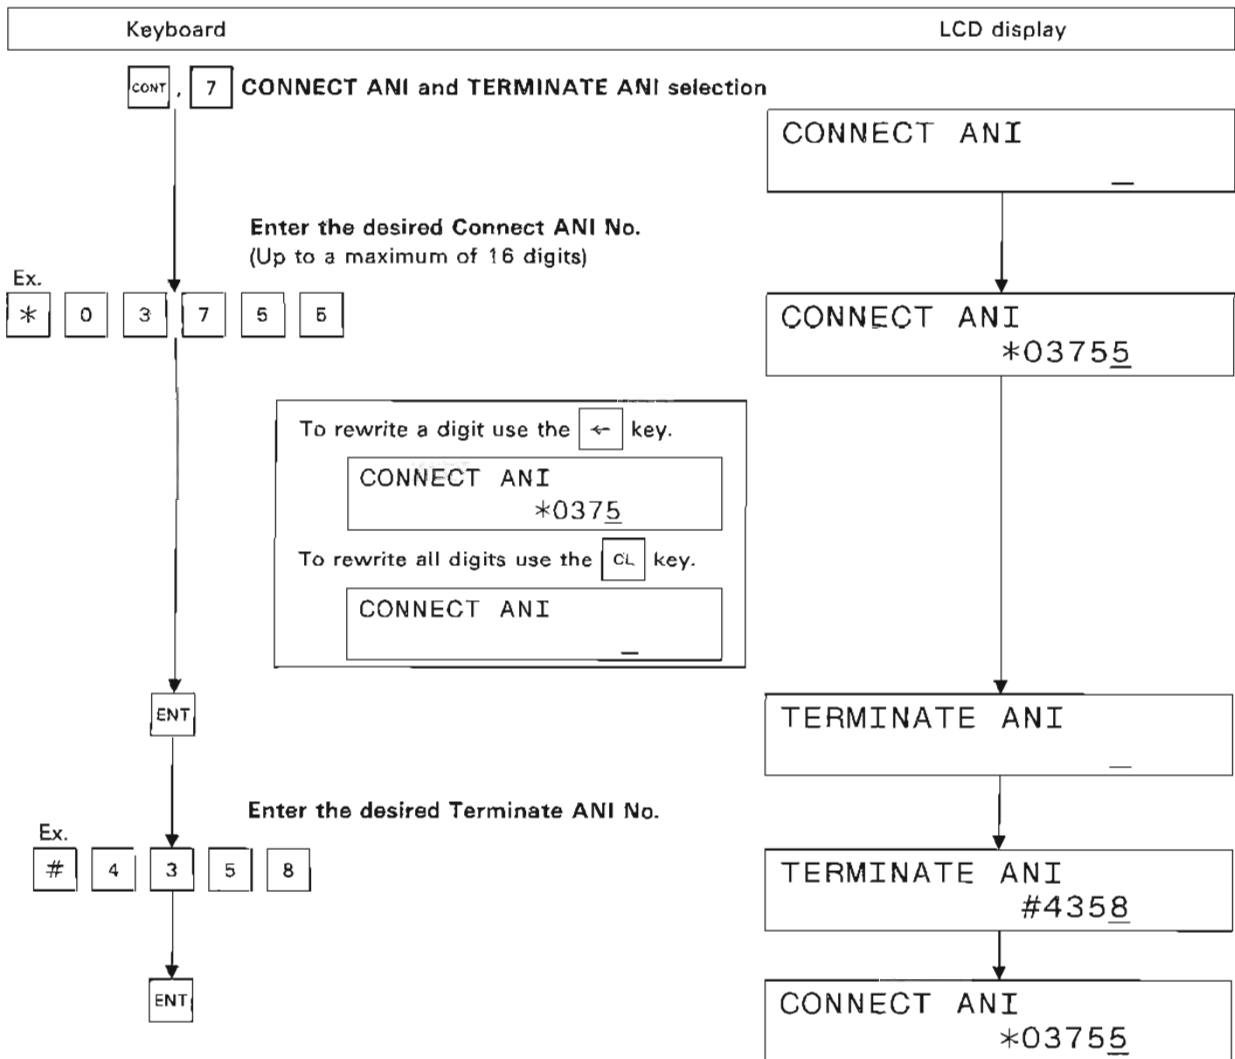 Keyboard LCD display
CONT , 7 CONNECT ANI and TERMINATE ANI selection
CONNECT ANI
_
Enter the desired Connect ANI No.
(Up to a maximum of 16 digits)
Ex.
* 0 3 7 5 5
CONNECT ANI
*03755
To rewrite a digit use the ← key.
CONNECT ANI
*0375
To rewrite all digits use the CL key.
CONNECT ANI
_
ENT
TERMINATE ANI
_
Enter the desired Terminate ANI No.
Ex.
# 4 3 5 8
TERMINATE ANI
#4358
ENT
CONNECT ANI
*03755